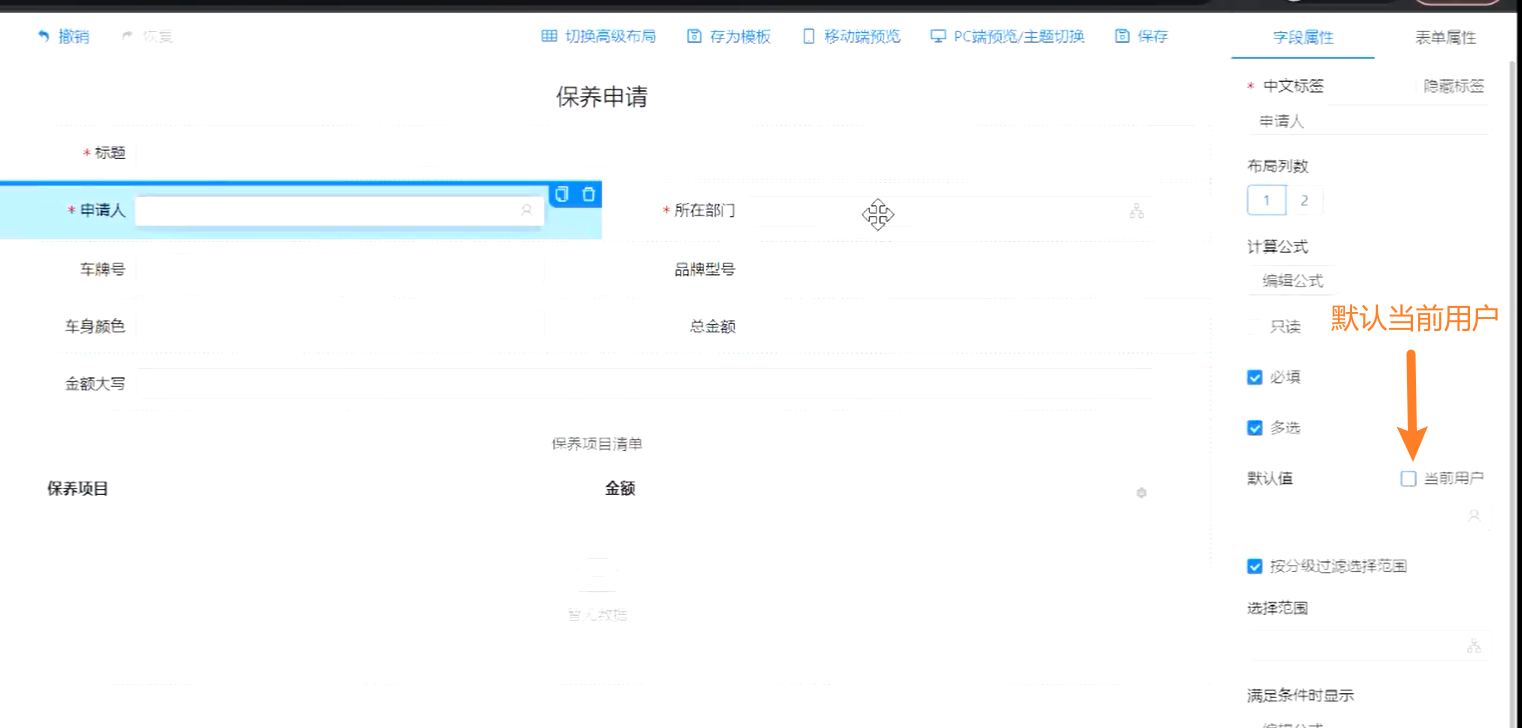 撤销 恢复 切换高级布局 存为模板 移动端预览 PC端预览/主题切换 保存 字段属性 表单属性
保养申请
* 中文标签 隐藏标签
申请人
* 标题
布局列数
* 申请人 * 所在部门
1 2
计算公式
车牌号 品牌型号
编辑公式
默认当前用户
车身颜色 总金额 只读
金额大写 必填
多选
保养项目清单
默认值 当前用户
保养项目 金额
按分级过滤选择范围
选择范围
暂无数据
满足条件时显示
编辑公式